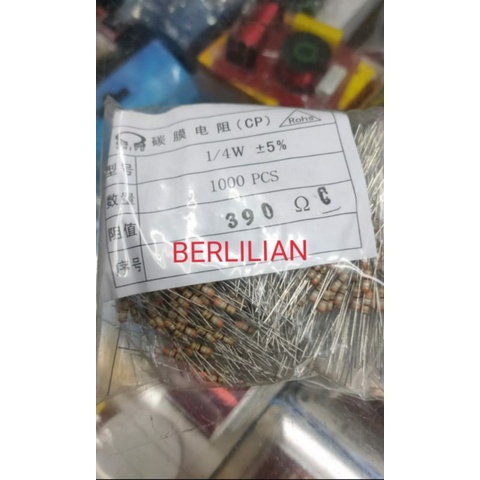 碳膜电阻(CP) RoHS
型号 1/4W ±5%
数量 1000 PCS
阻值 390 Ω C
BERLILIAN
序号